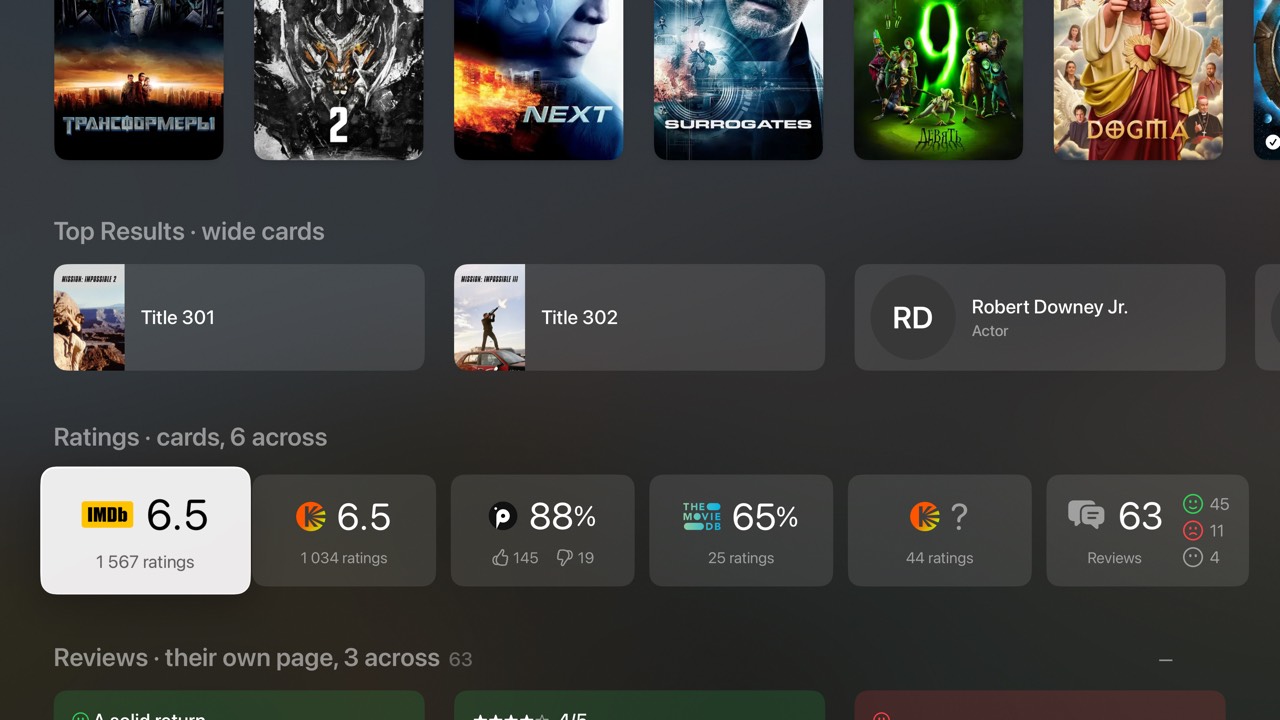 ТРАНСФОРМЕРЫ
2
NEXT
SURROGATES
9
ДЕВЯТЬ
DOGMA
Top Results · wide cards
MISSION: IMPOSSIBLE 2
Title 301
MISSION: IMPOSSIBLE III
Title 302
RD
Robert Downey Jr.
Actor
Ratings · cards, 6 across
IMDb 6.5
1 567 ratings
6.5
1 034 ratings
88%
145 19
THE MOVIE DB 65%
25 ratings
?
44 ratings
63
Reviews
45
11
4
Reviews · their own page, 3 across 63
A solid return
4/5